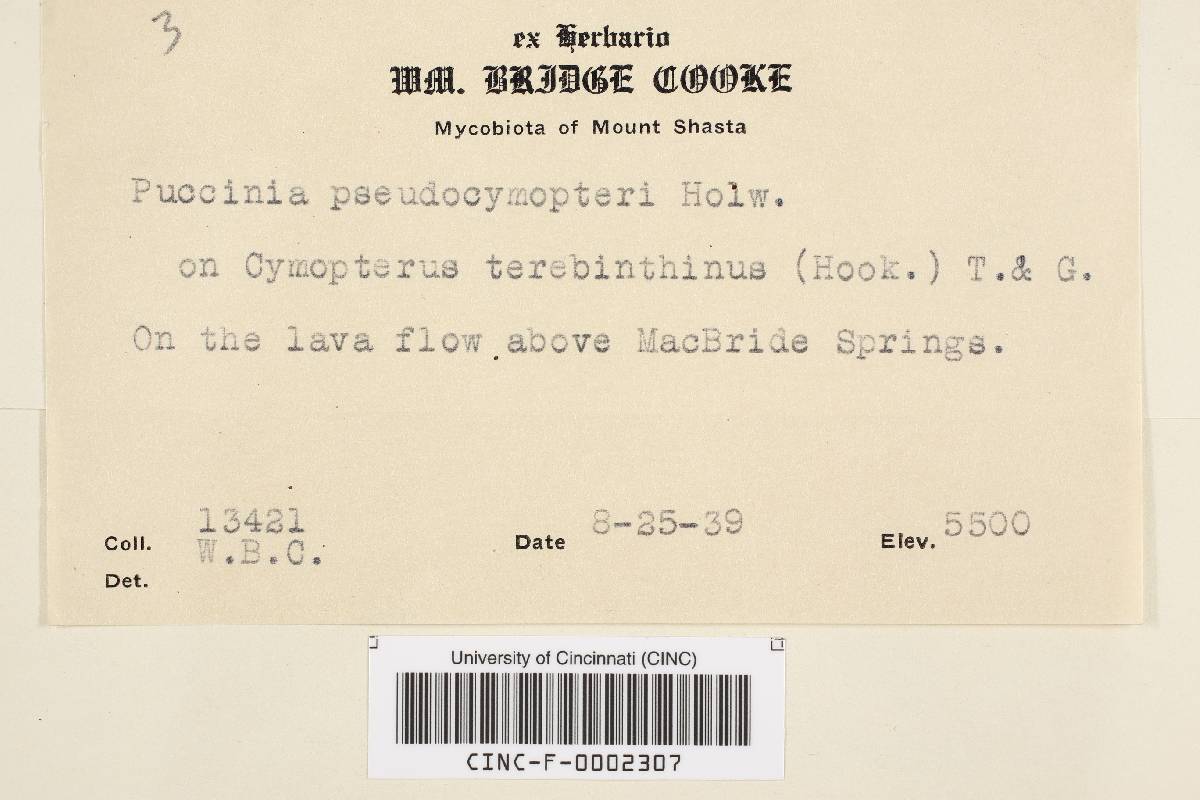 3
ex Herbario
WM. BRIDGE COOKE
Mycobiota of Mount Shasta
Puccinia pseudocymopteri Holw.
on Cymopterus terebinthinus (Hook.) T.& G.
On the lava flow above MacBride Springs.
Coll. 13421
W.B.C.
Det.
Date 8-25-39
Elev. 5500
University of Cincinnati (CINC)
CINC-F-0002307